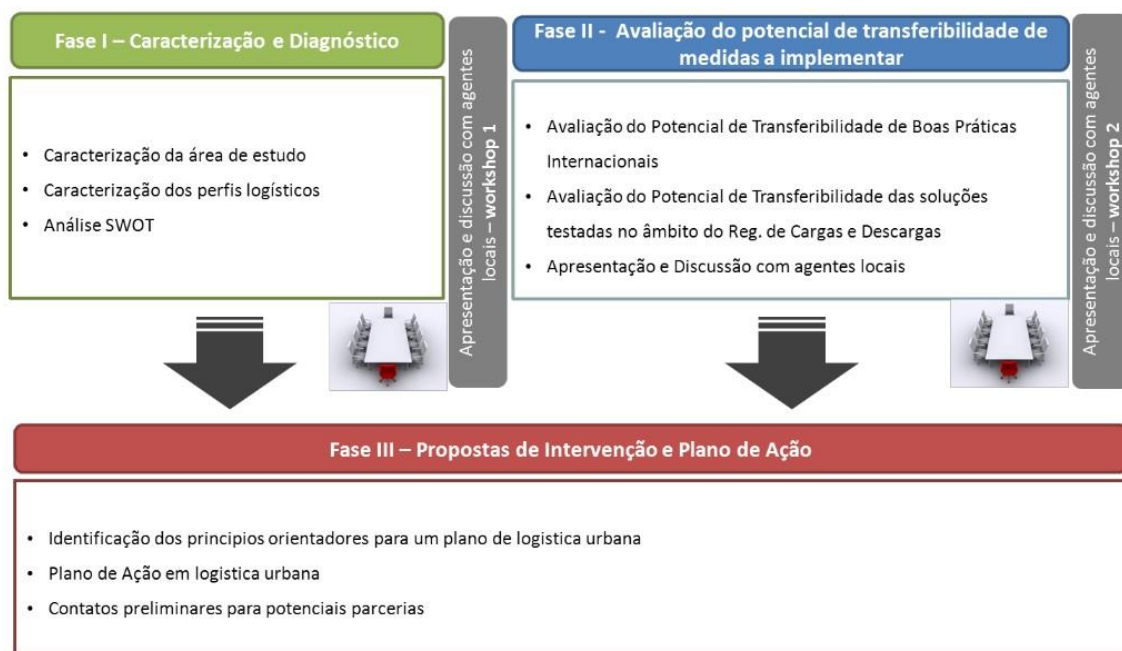 Fase I – Caracterização e Diagnóstico
• Caracterização da área de estudo
• Caracterização dos perfis logísticos
• Análise SWOT
Apresentação e discussão com agentes
locais – workshop 1
Fase II - Avaliação do potencial de transferibilidade de
medidas a implementar
• Avaliação do Potencial de Transferibilidade de Boas Práticas
Internacionais
• Avaliação do Potencial de Transferibilidade das soluções
testadas no âmbito do Reg. de Cargas e Descargas
• Apresentação e Discussão com agentes locais
Apresentação e discussão com agentes
locais – workshop 2
Fase III – Propostas de Intervenção e Plano de Ação
• Identificação dos principios orientadores para um plano de logistica urbana
• Plano de Ação em logistica urbana
• Contatos preliminares para potenciais parcerias